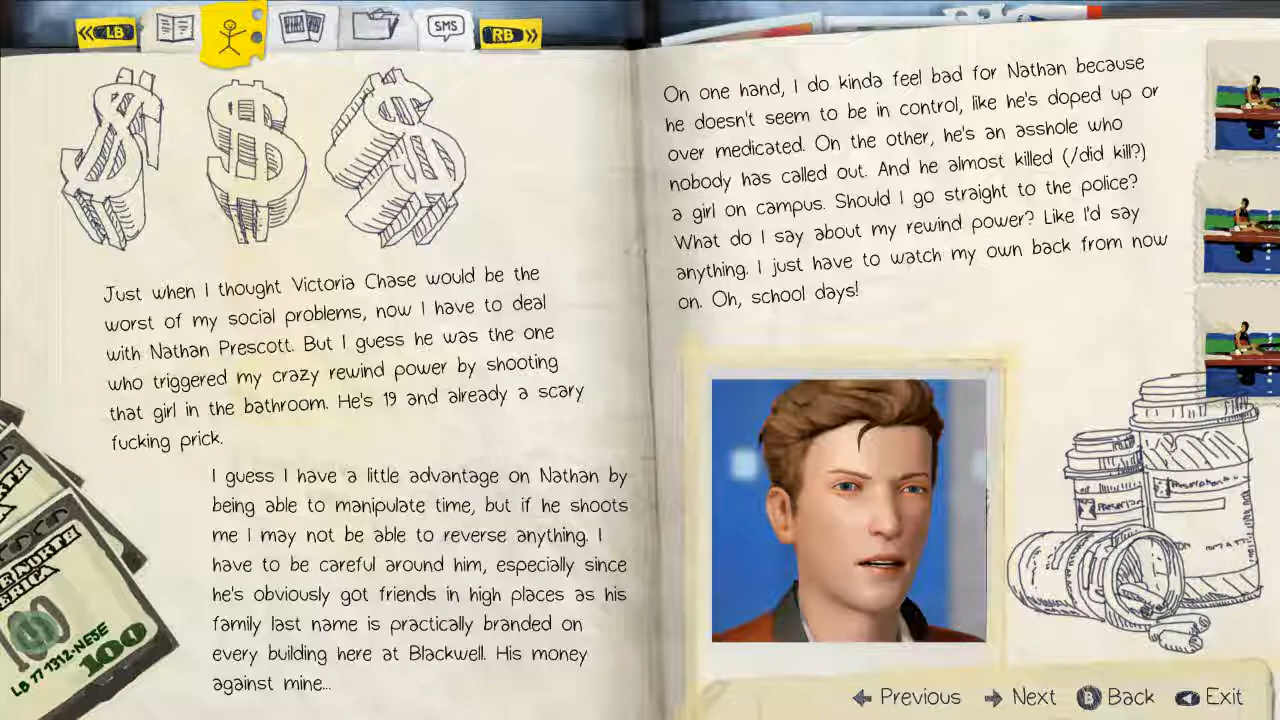 LB
SMS
RB
Just when I thought Victoria Chase would be the
worst of my social problems, now I have to deal
with Nathan Prescott. But I guess he was the one
who triggered my crazy rewind power by shooting
that girl in the bathroom. He's 19 and already a scary
fucking prick.
I guess I have a little advantage on Nathan by
being able to manipulate time, but if he shoots
me I may not be able to reverse anything. I
have to be careful around him, especially since
he's obviously got friends in high places as his
family last name is practically branded on
every building here at Blackwell. His money
against mine...
100
LB 77 1312-INESE
100
On one hand, I do kinda feel bad for Nathan because
he doesn't seem to be in control, like he's doped up or
over medicated. On the other, he's an asshole who
nobody has called out. And he almost killed (/did kill?)
a girl on campus. Should I go straight to the police?
What do I say about my rewind power? Like I'd say
anything. I just have to watch my own back from now
on. Oh, school days!
Previous Next B Back Exit